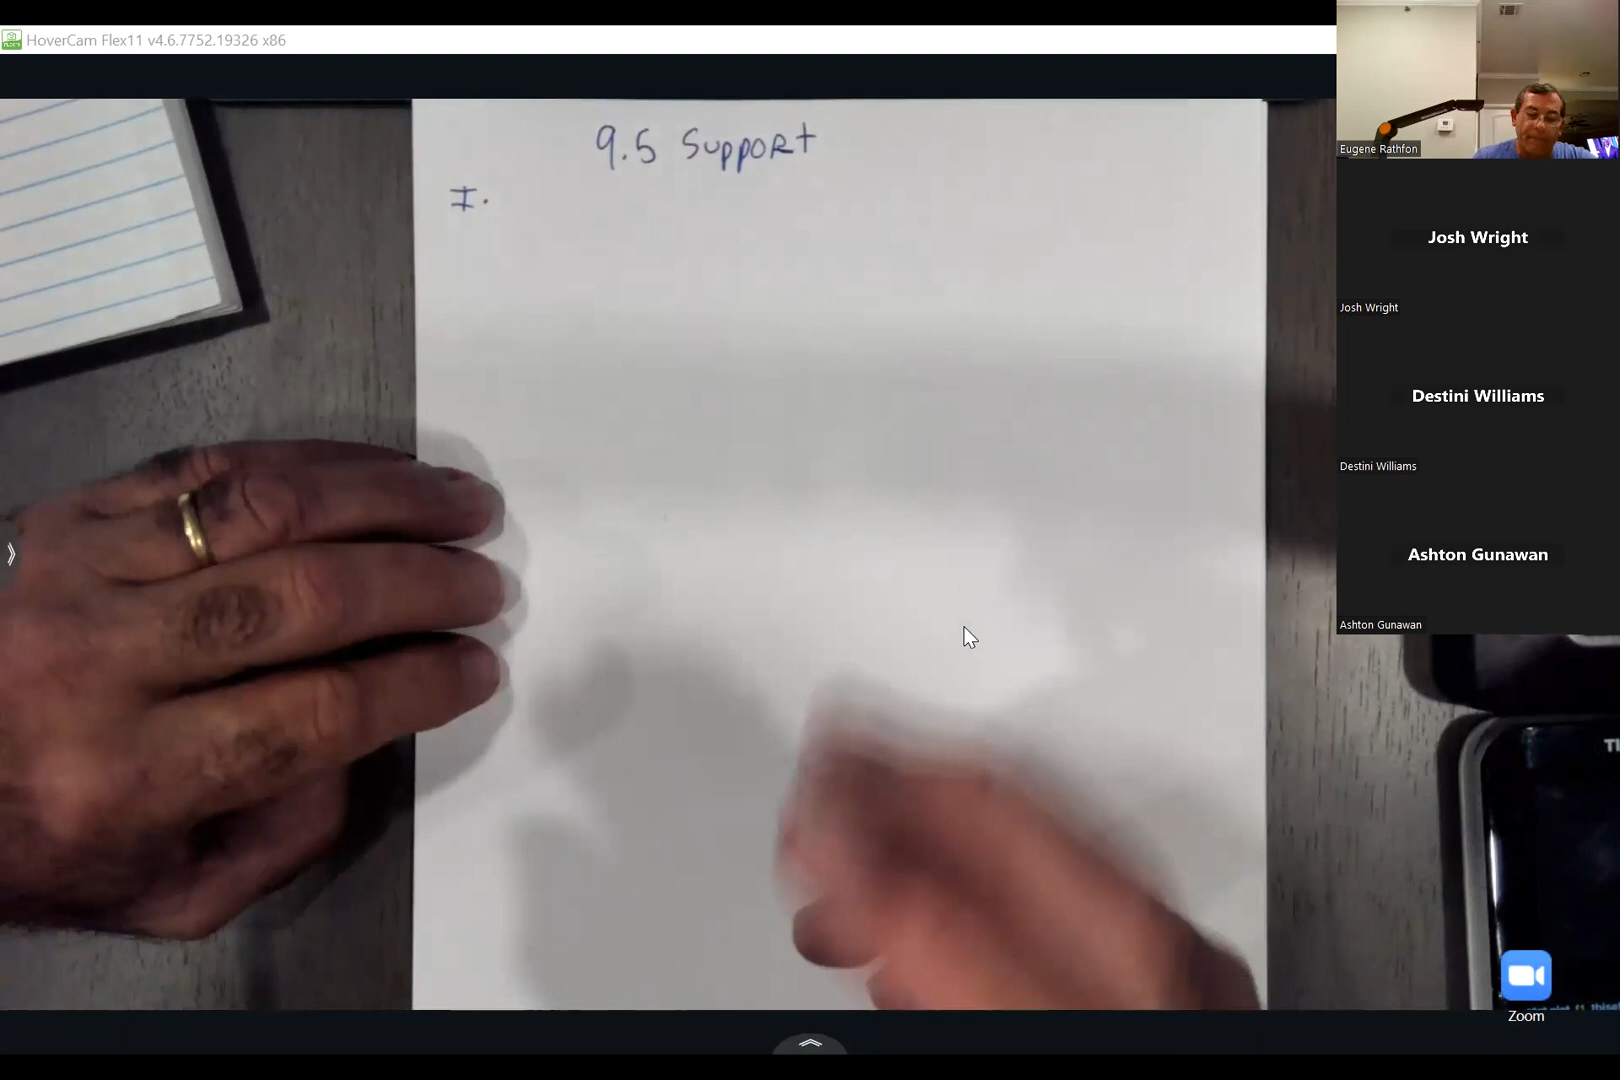 HoverCam Flex11 v4.6.7752.19326 x86
9.5 Support
I.
Eugene Rathfon
Josh Wright
Josh Wright
Destini Williams
Destini Williams
Ashton Gunawan
Ashton Gunawan
Zoom